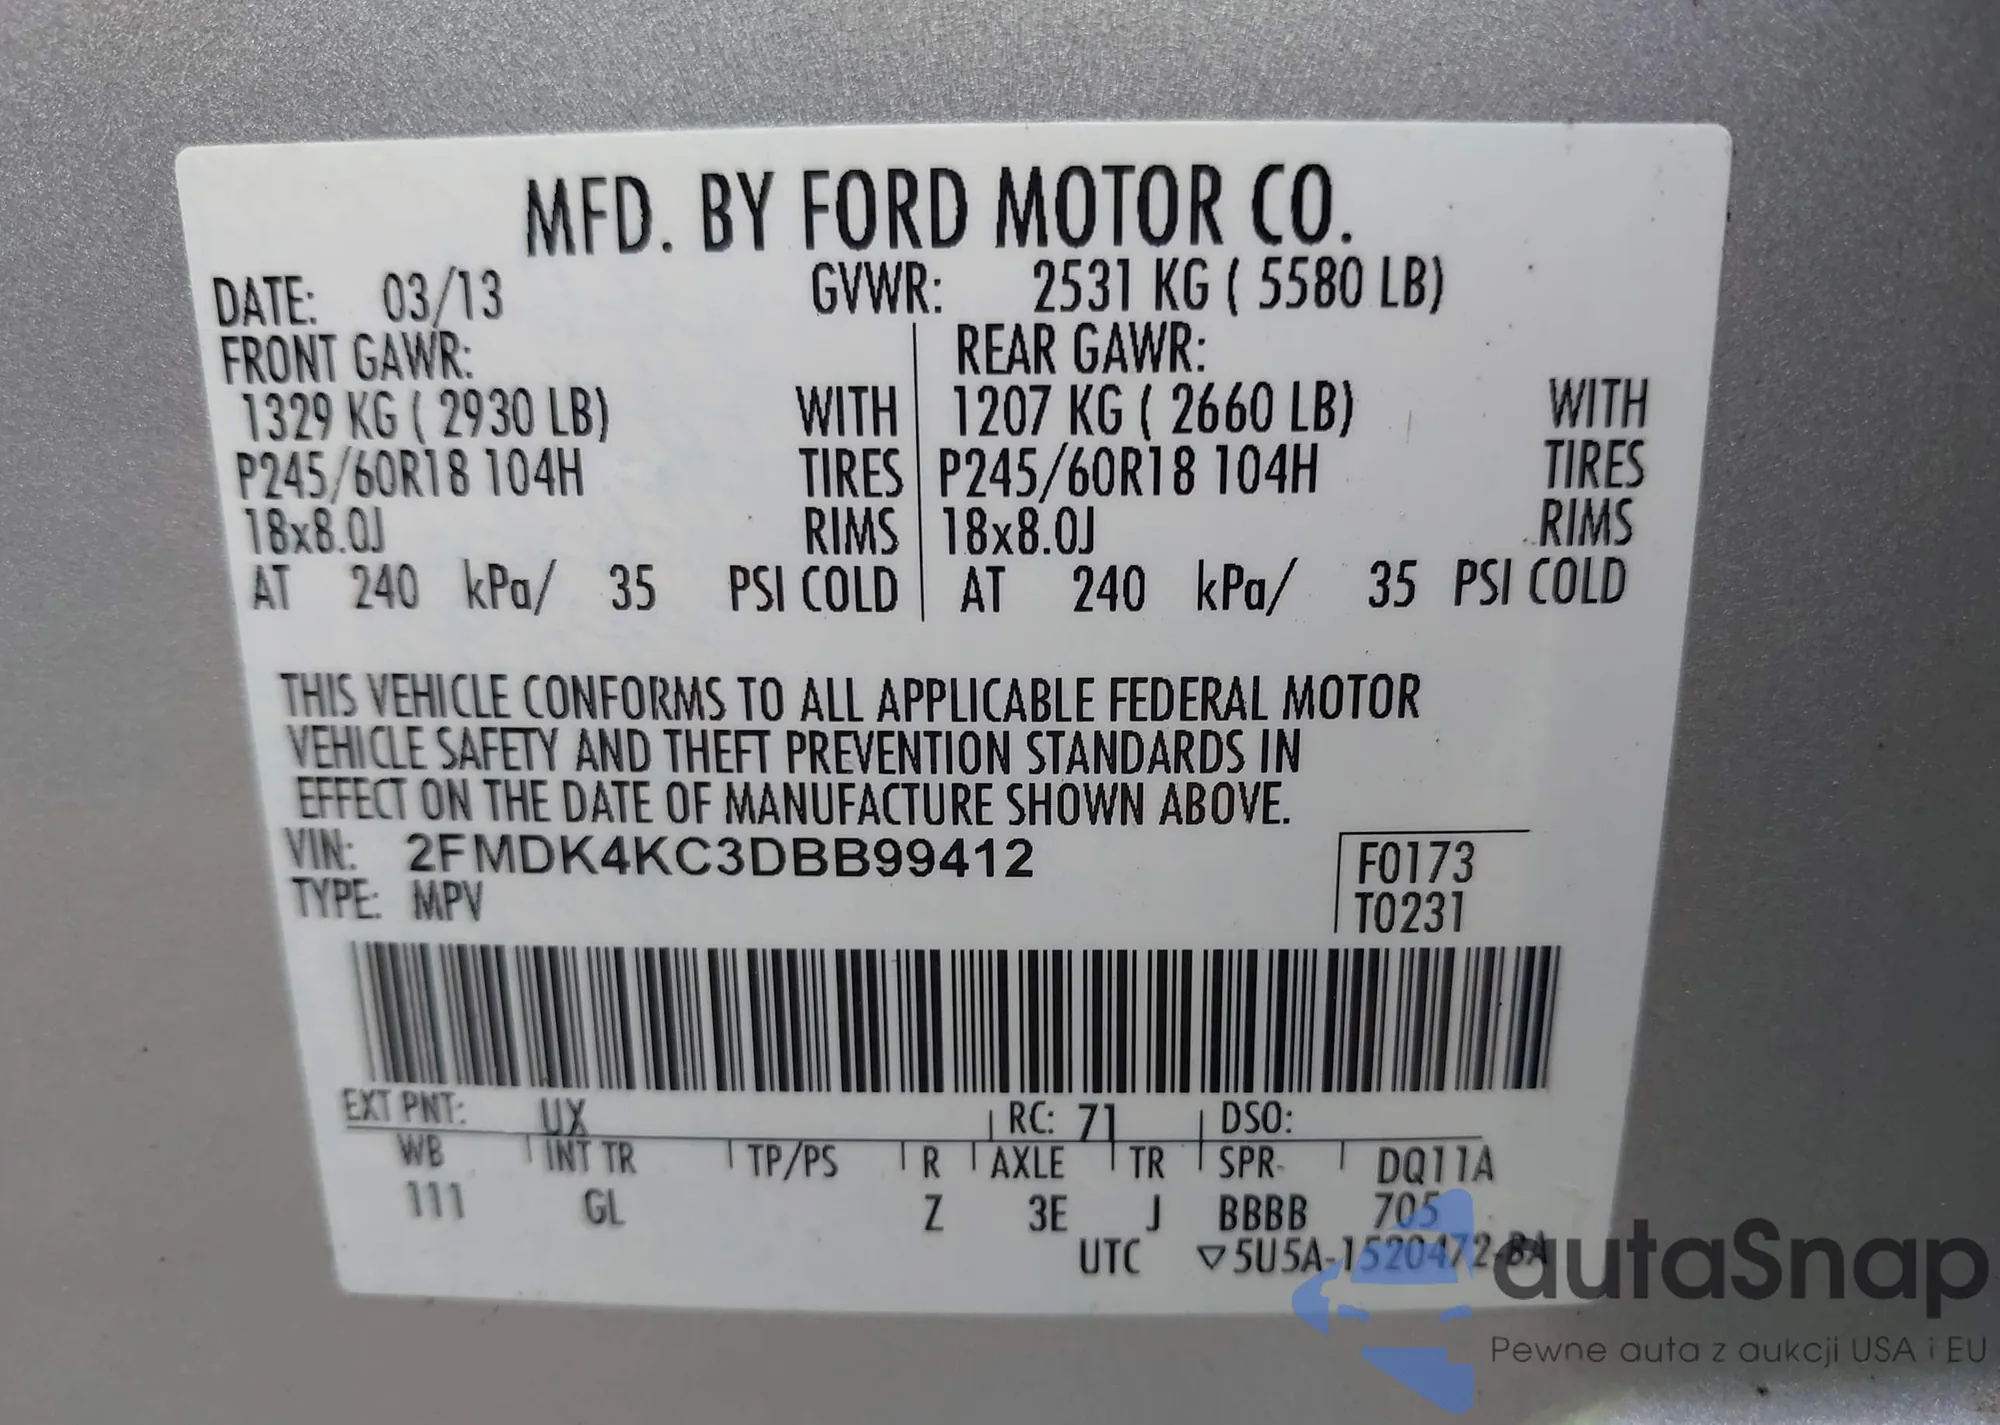 MFD. BY FORD MOTOR CO.
DATE: 03/13 GVWR: 2531 KG ( 5580 LB)
FRONT GAWR: REAR GAWR:
1329 KG ( 2930 LB) WITH 1207 KG ( 2660 LB) WITH
P245/60R18 104H TIRES P245/60R18 104H TIRES
18x8.0J RIMS 18x8.0J RIMS
AT 240 kPa/ 35 PSI COLD AT 240 kPa/ 35 PSI COLD
THIS VEHICLE CONFORMS TO ALL APPLICABLE FEDERAL MOTOR
VEHICLE SAFETY AND THEFT PREVENTION STANDARDS IN
EFFECT ON THE DATE OF MANUFACTURE SHOWN ABOVE.
VIN: 2FMDK4KC3DBB99412 F0173
TYPE: MPV T0231
EXT PNT: UX RC: 71 DSO:
WB INT TR TP/PS R AXLE TR SPR DQ11A
111 GL Z 3E J BBBB 705
UTC ▽5U5A-1520472-BA
autaSnap
Pewne auta z aukcji USA i EU